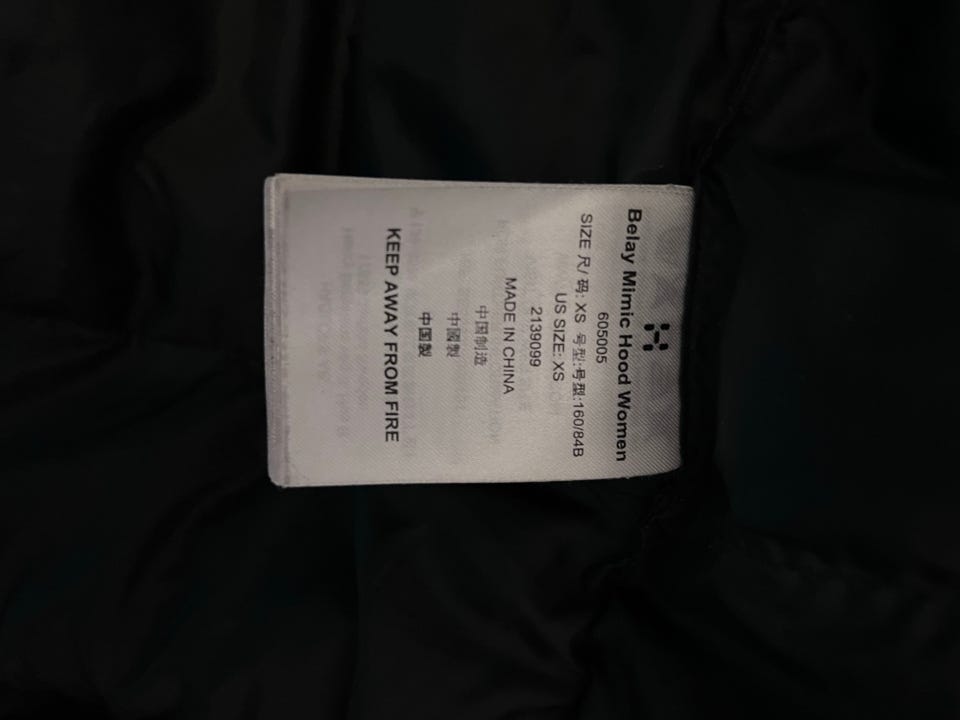 Belay Mimic Hood Women
605005
SIZE 尺/ 码: XS 号型:号型:160/84B
US SIZE: XS
2139099
MADE IN CHINA
中国制造
中國製
中国製
KEEP AWAY FROM FIRE